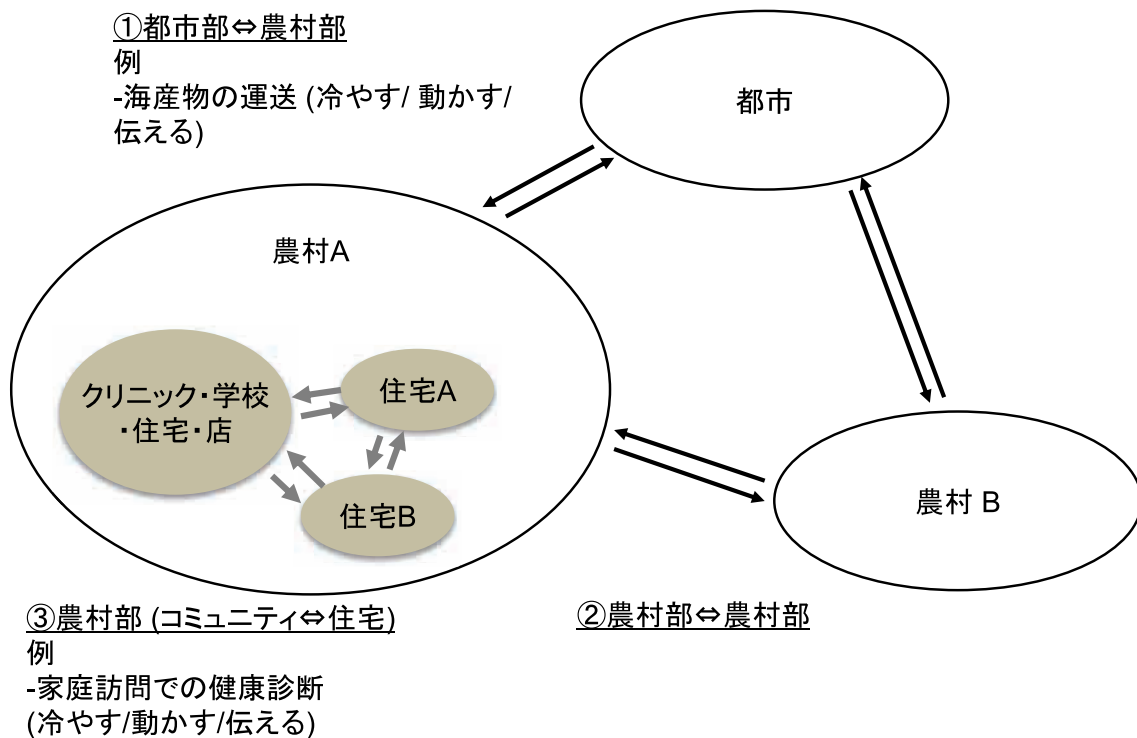 ①都市部⇔農村部
例
-海産物の運送 (冷やす/ 動かす/
伝える)
都市
農村A
クリニック・学校
・住宅・店
住宅A
住宅B
農村 B
③農村部 (コミュニティ⇔住宅)
例
-家庭訪問での健康診断
(冷やす/動かす/伝える)
②農村部⇔農村部